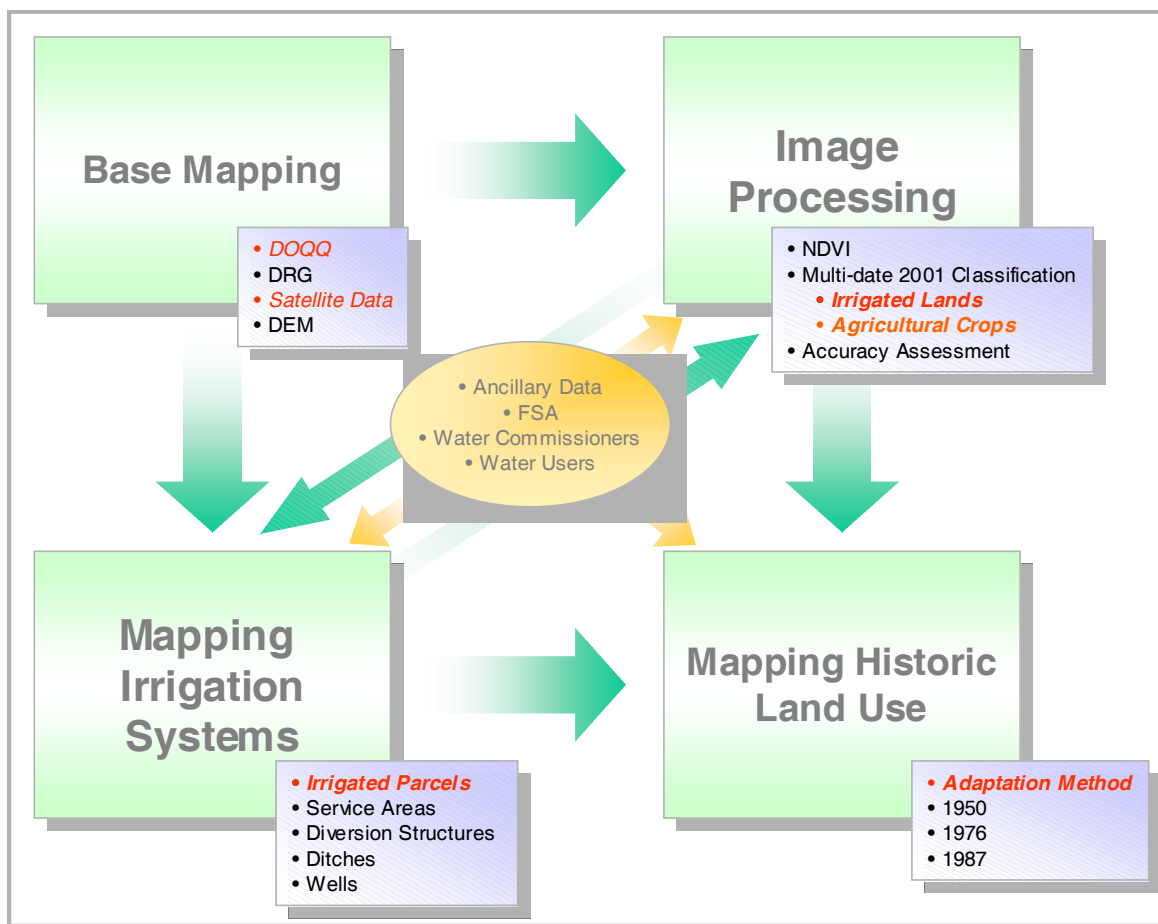 Base Mapping
• DOQQ
• DRG
• Satellite Data
• DEM
Image
Processing
• NDVI
• Multi-date 2001 Classification
• Irrigated Lands
• Agricultural Crops
• Accuracy Assessment
• Ancillary Data
• FSA
• Water Commissioners
• Water Users
Mapping
Irrigation
Systems
• Irrigated Parcels
• Service Areas
• Diversion Structures
• Ditches
• Wells
Mapping Historic
Land Use
• Adaptation Method
• 1950
• 1976
• 1987